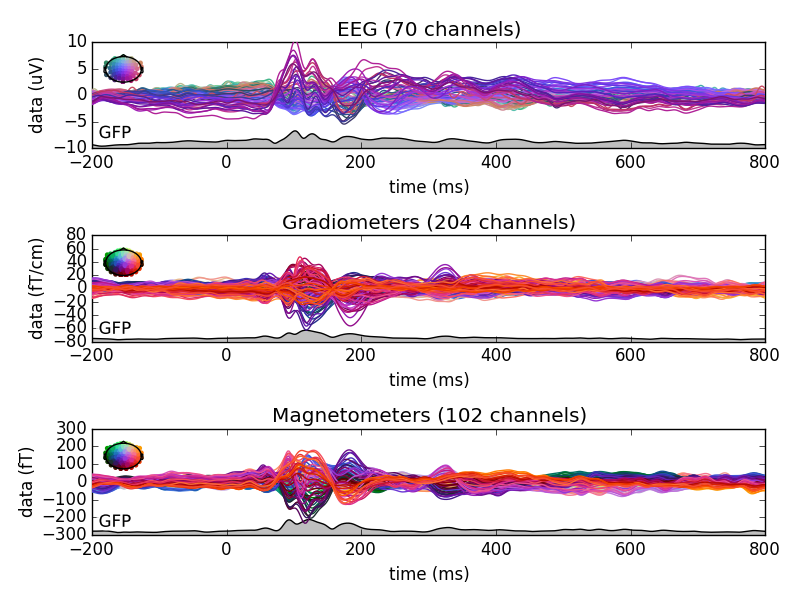 EEG (70 channels)
10
5
0
−5
−10
data (uV)
GFP
−200 0 200 400 600 800
time (ms)
Gradiometers (204 channels)
80
60
40
20
0
−20
−40
−60
−80
data (fT/cm)
GFP
−200 0 200 400 600 800
time (ms)
Magnetometers (102 channels)
300
200
100
0
−100
−200
−300
data (fT)
GFP
−200 0 200 400 600 800
time (ms)